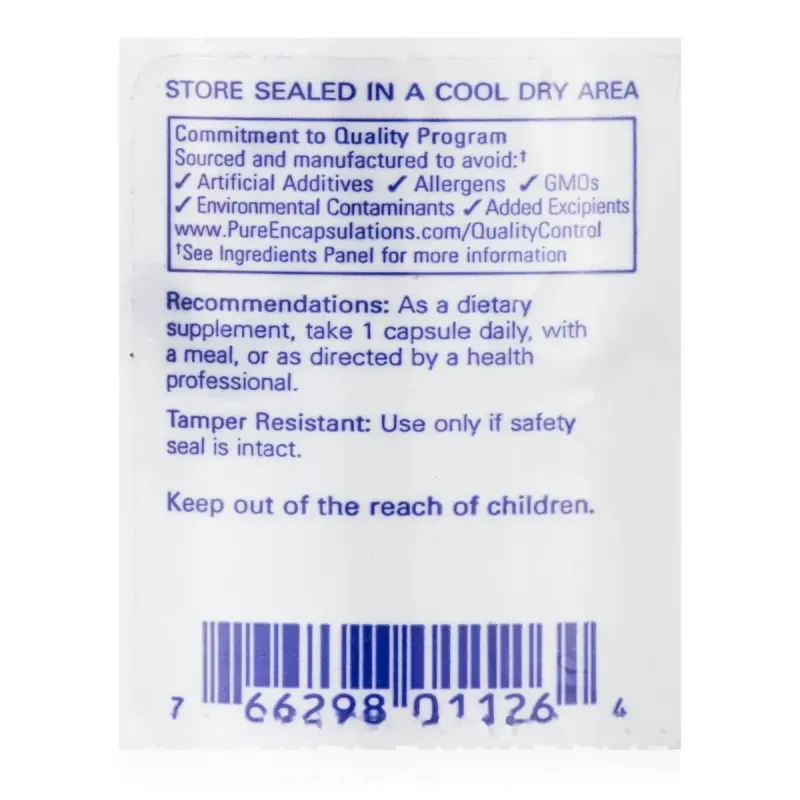 STORE SEALED IN A COOL DRY AREA
Commitment to Quality Program
Sourced and manufactured to avoid:†
✓ Artificial Additives ✓ Allergens ✓ GMOs
✓ Environmental Contaminants ✓ Added Excipients
www.PureEncapsulations.com/QualityControl
†See Ingredients Panel for more information
Recommendations: As a dietary
supplement, take 1 capsule daily, with
a meal, or as directed by a health
professional.
Tamper Resistant: Use only if safety
seal is intact.
Keep out of the reach of children.
7 66298 01126 4